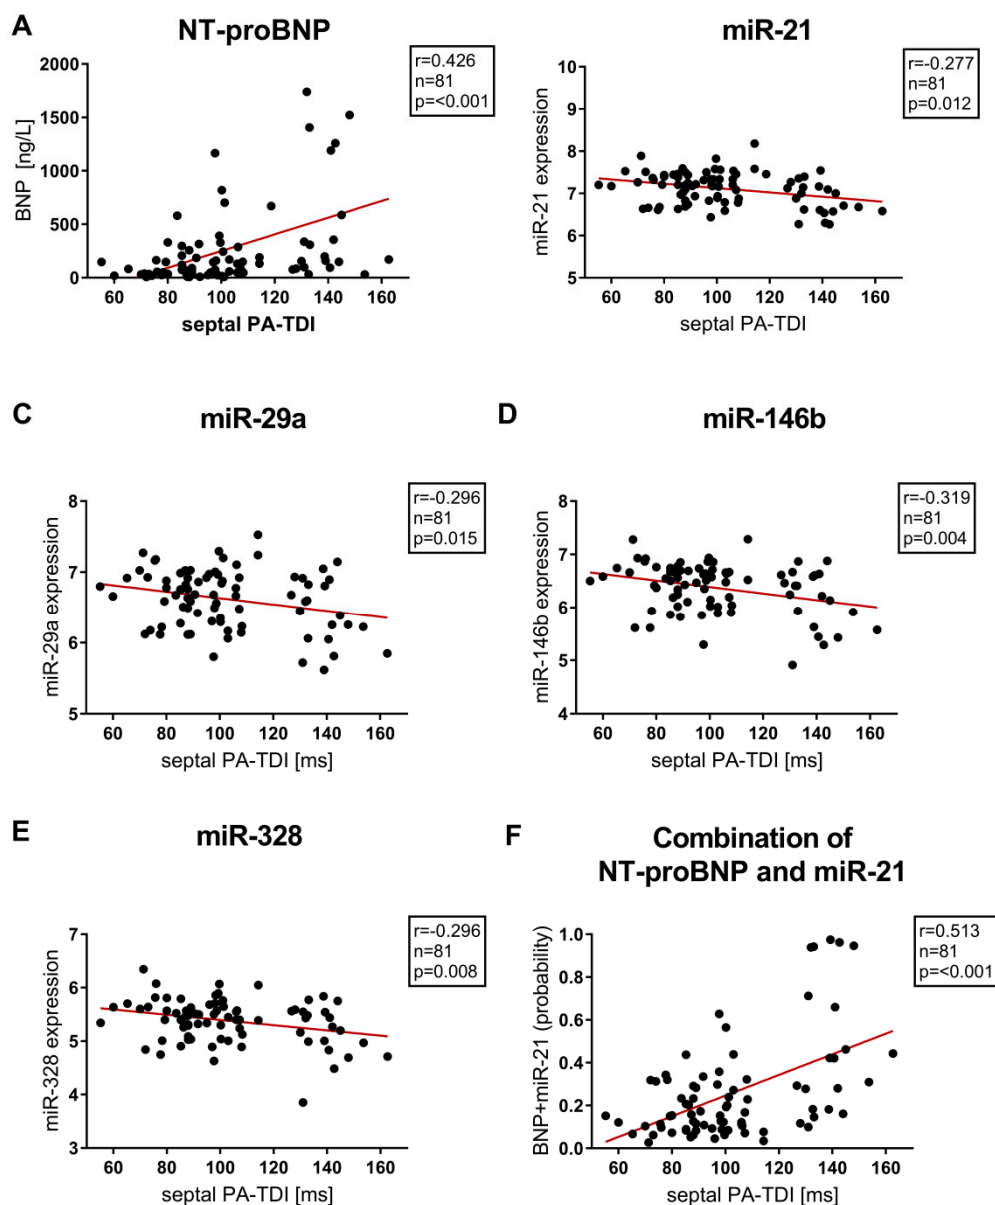 A
NT-proBNP
r=0.426
n=81
p=<0.001
BNP [ng/L]
2000
1500
1000
500
0
60 80 100 120 140 160
septal PA-TDI
miR-21
r=-0.277
n=81
p=0.012
miR-21 expression
10
9
8
7
6
5
60 80 100 120 140 160
septal PA-TDI
C
miR-29a
r=-0.296
n=81
p=0.015
miR-29a expression
8
7
6
5
60 80 100 120 140 160
septal PA-TDI [ms]
D
miR-146b
r=-0.319
n=81
p=0.004
miR-146b expression
8
7
6
5
4
60 80 100 120 140 160
septal PA-TDI [ms]
E
miR-328
r=-0.296
n=81
p=0.008
miR-328 expression
7
6
5
4
3
60 80 100 120 140 160
septal PA-TDI [ms]
F
Combination of
NT-proBNP and miR-21
r=0.513
n=81
p=<0.001
BNP+miR-21 (probability)
1.0
0.8
0.6
0.4
0.2
0.0
60 80 100 120 140 160
septal PA-TDI [ms]